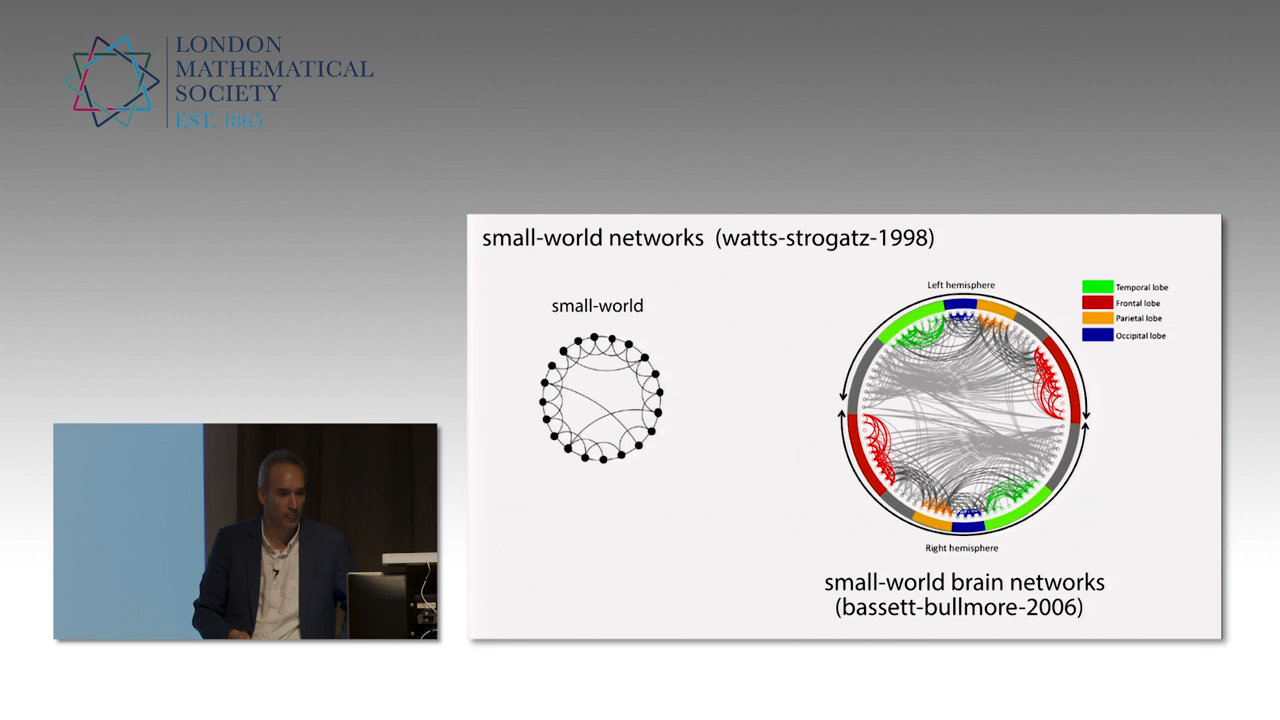 LONDON
MATHEMATICAL
SOCIETY
EST. 1865
small-world networks (watts-strogatz-1998)
small-world
Left hemisphere
Temporal lobe
Frontal lobe
Parietal lobe
Occipital lobe
Right hemisphere
small-world brain networks
(bassett-bullmore-2006)